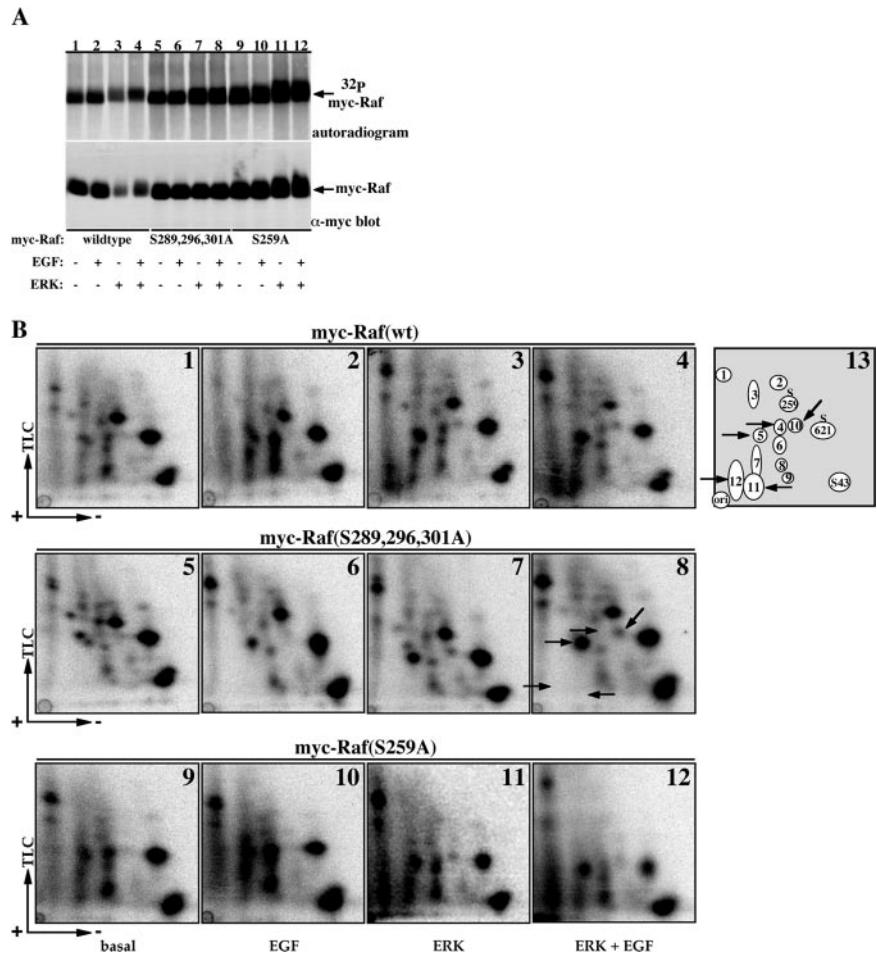 A
1 2 3 4 5 6 7 8 9 10 11 12
32P
myc-Raf
autoradiogram
myc-Raf
α-myc blot
myc-Raf: wildtype S289,296,301A S259A
EGF: - + - + - + - + - + - +
ERK: - - + + - - + + - - + +
B
myc-Raf(wt)
1 2 3 4 13
1 2 3 S 259 4 10 S 621 5 6 7 8 9 12 11 S43 ori
TLC
+ -
myc-Raf(S289,296,301A)
5 6 7 8
TLC
+ -
myc-Raf(S259A)
9 10 11 12
TLC
+ -
basal EGF ERK ERK + EGF